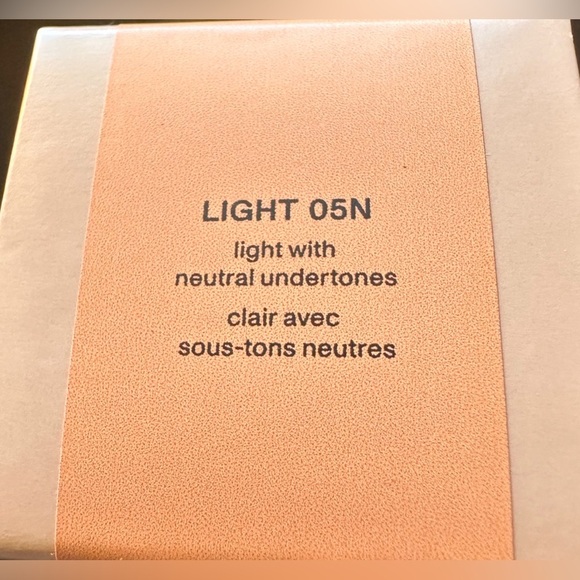 LIGHT 05N
light with
neutral undertones
clair avec
sous-tons neutres